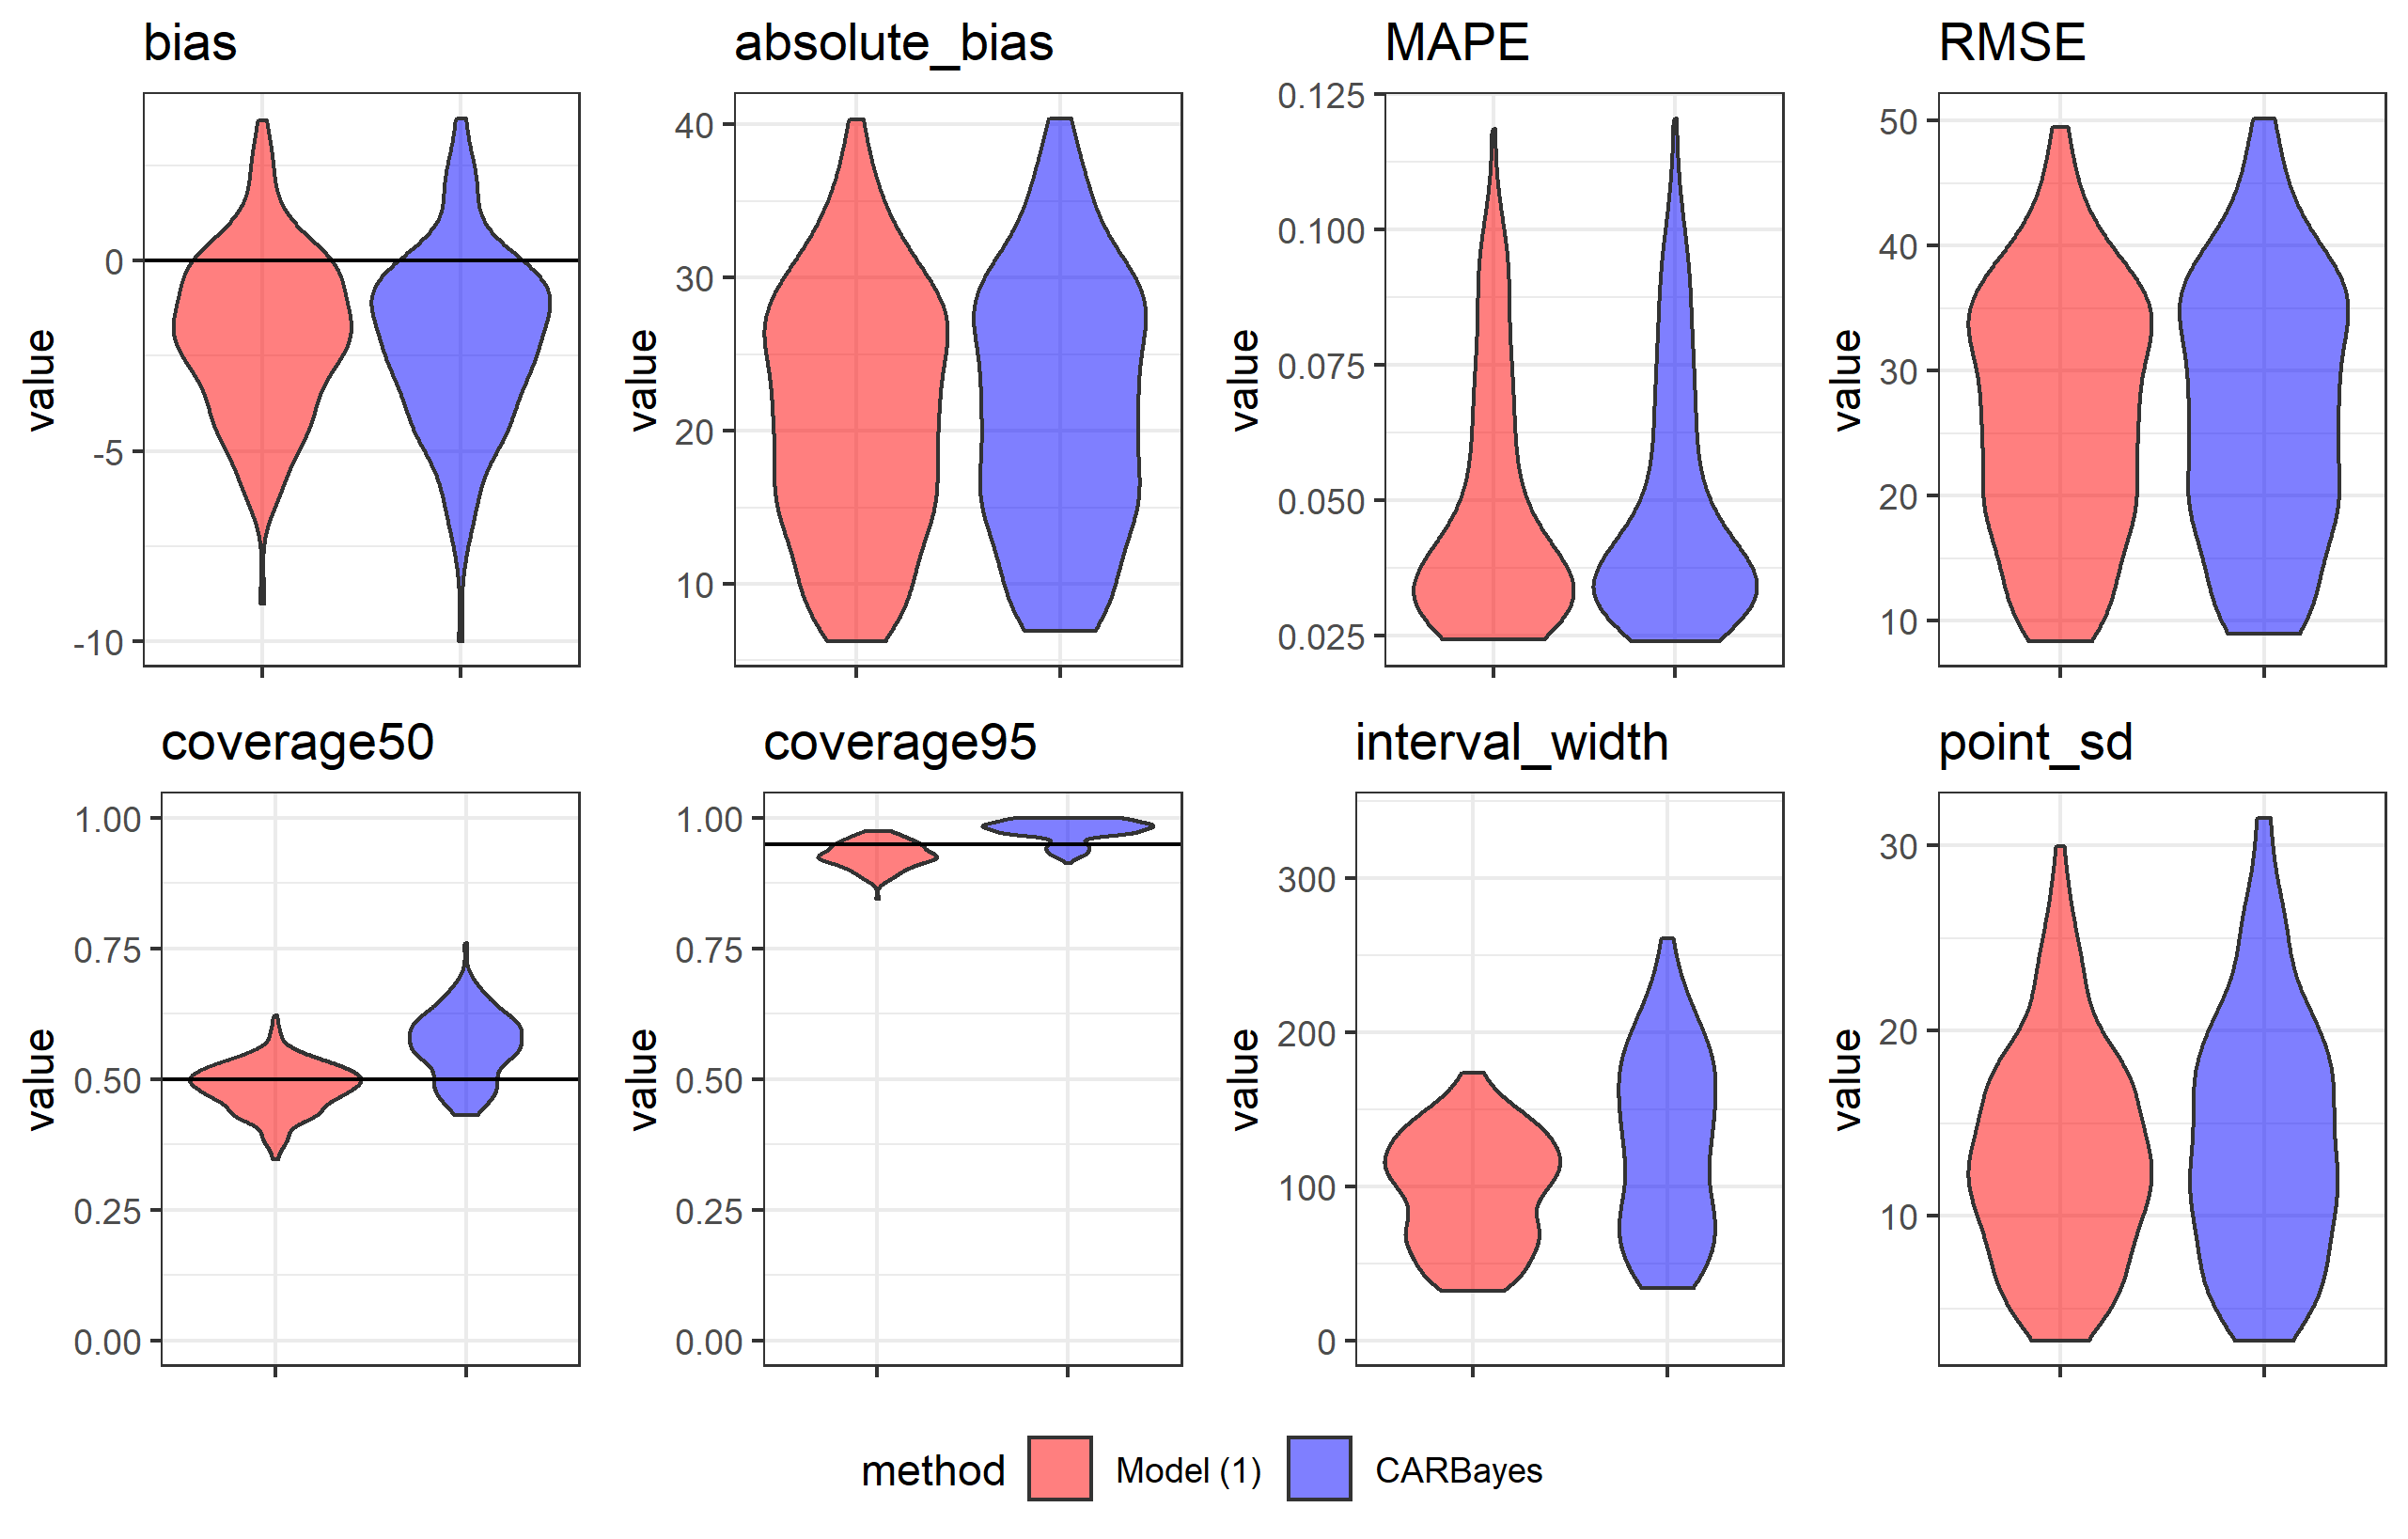 bias
absolute_bias
MAPE
RMSE
value
0
-5
-10
value
40
30
20
10
value
0.125
0.100
0.075
0.050
0.025
value
50
40
30
20
10
coverage50
coverage95
interval_width
point_sd
value
1.00
0.75
0.50
0.25
0.00
value
1.00
0.75
0.50
0.25
0.00
value
300
200
100
0
value
30
20
10
method Model (1) CARBayes